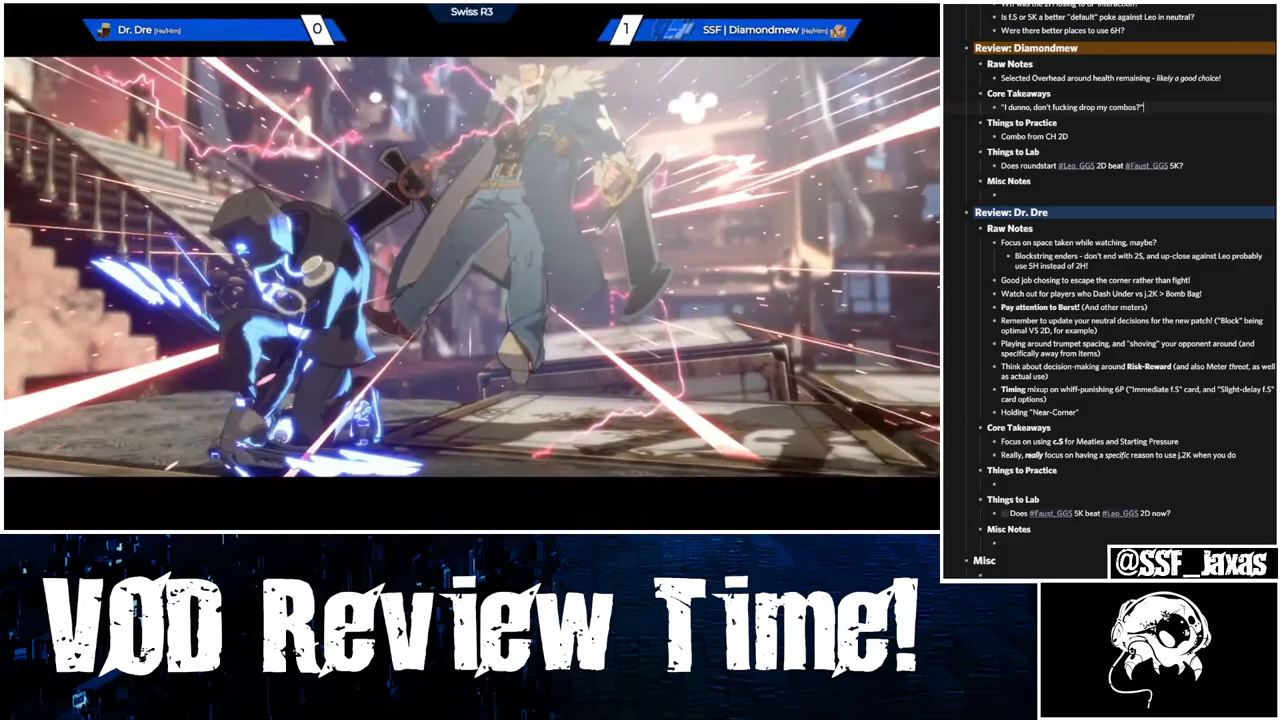 Swiss R3
Dr. Dre [He/Him]
0
1
SSF | Diamondmew [He/Him]
Is f.S or 5K a better "default" poke against Leo in neutral?
Were there better places to use 6H?
Review: Diamondmew
Raw Notes
Selected Overhead around health remaining - likely a good choice!
Core Takeaways
"I dunno, don't fucking drop my combos?"
Things to Practice
Combo from CH 2D
Things to Lab
Does roundstart #Leo_GGS 2D beat #Faust_GGS 5K?
Misc Notes
Review: Dr. Dre
Raw Notes
Focus on space taken while watching, maybe?
Blockstring enders - don't end with 2S, and up-close against Leo probably
use 5H instead of 2H!
Good job chosing to escape the corner rather than fight!
Watch out for players who Dash Under vs j.2K > Bomb Bag!
Pay attention to Burst! (And other meters)
Remember to update your neutral decisions for the new patch! ("Block" being
optimal VS 2D, for example)
Playing around trumpet spacing, and "shoving" your opponent around (and
specifically away from items)
Think about decision-making around Risk-Reward (and also Meter threat, as well
as actual use)
Timing mixup on whiff-punishing 6P ("Immediate f.S" card, and "Slight-delay f.S"
card options)
Holding "Near-Corner"
Core Takeaways
Focus on using c.S for Meaties and Starting Pressure
Really, really focus on having a specific reason to use j.2K when you do
Things to Practice
Things to Lab
Does #Faust_GGS 5K beat #Leo_GGS 2D now?
Misc Notes
Misc
@SSF_jaxas
VOD Review Time!